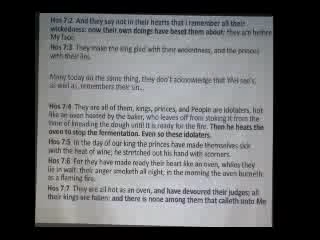 Hos 7:2 And they say not in their hearts that I remember all their
wickedness: now their own doings have beset them about; they are before
My face.
Hos 7:3 They make the king glad with their wickedness, and the princes
with their lies.
Many today do the same thing, they don't acknowledge that sees,
as well as, remembers their sin...
Hos 7:4 They are all of them, kings, princes, and People are idolaters, hot
like an oven heated by the baker, who leaves off from stoking it from the
time of kneading the dough until it is ready for the fire. Then he heats the
oven to stop the fermentation. Even so these idolaters.
Hos 7:5 In the day of our king the princes have made themselves sick
with the heat of wine; he stretched out his hand with scorners.
Hos 7:6 For they have made ready their heart like an oven, whiles they
lie in wait: their anger smoketh all night; in the morning the oven burneth
as a flaming fire.
Hos 7:7 They are all hot as an oven, and have devoured their judges; all
their kings are fallen: and there is none among them that calleth unto Me